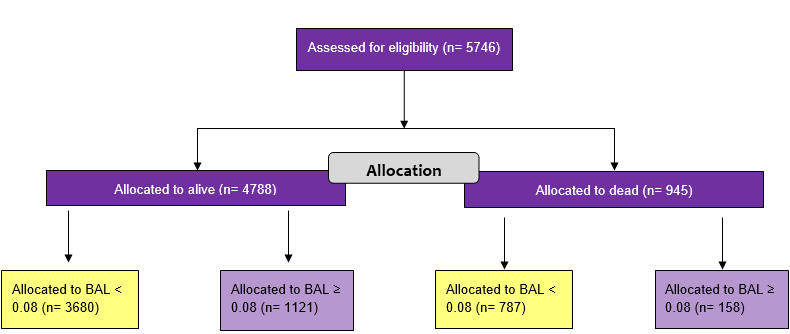 Assessed for eligibility (n= 5746)
Allocation
Allocated to alive (n= 4788)
Allocated to dead (n= 945)
Allocated to BAL <
0.08 (n= 3680)
Allocated to BAL ≥
0.08 (n= 1121)
Allocated to BAL <
0.08 (n= 787)
Allocated to BAL ≥
0.08 (n= 158)